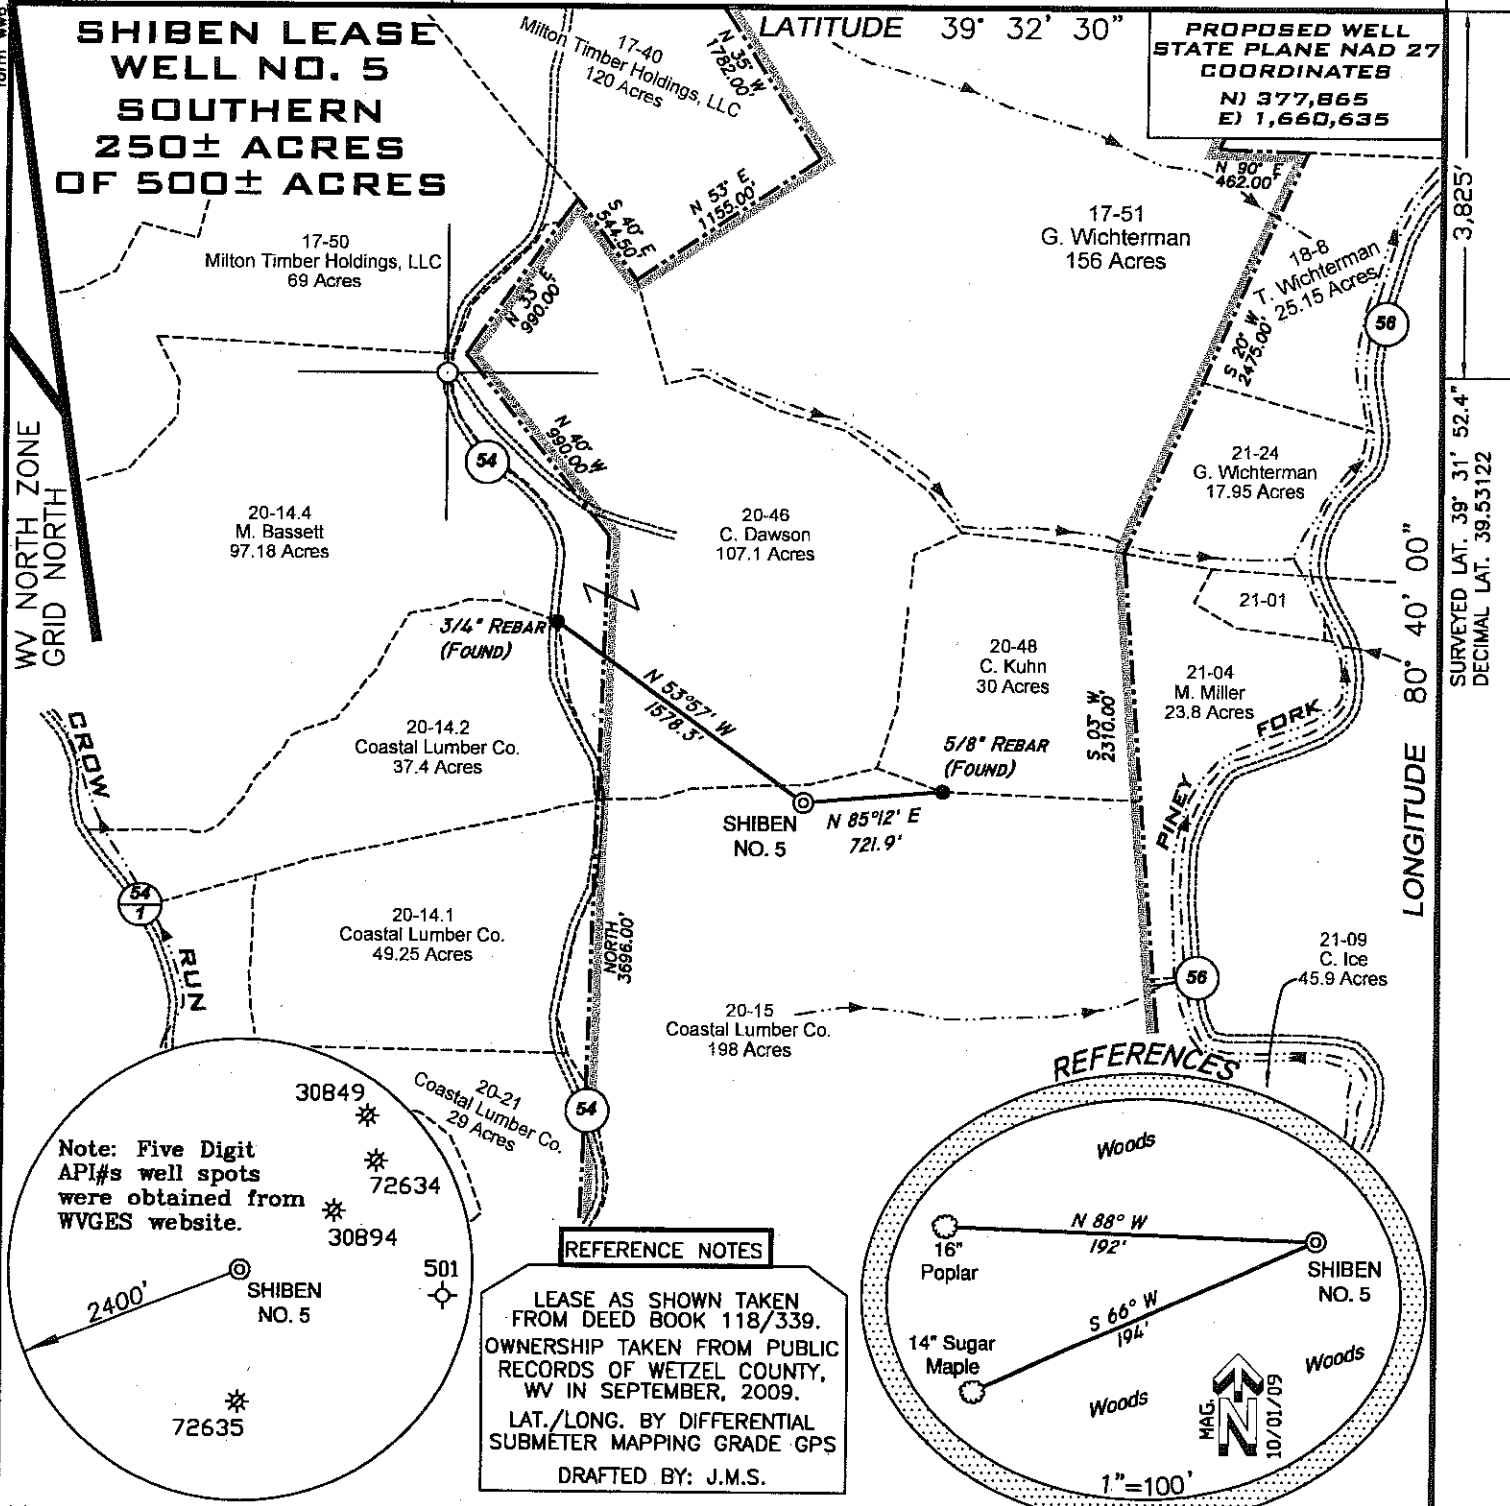 SHIBEN LEASE
WELL NO. 5
SOUTHERN
250± ACRES
OF 500± ACRES
LATITUDE 39° 32' 30"
PROPOSED WELL
STATE PLANE NAD 27
COORDINATES
N) 377,865
E) 1,660,635
3,825'
SURVEYED LAT. 39° 31' 52.4"
DECIMAL LAT. 39.53122
LONGITUDE 80° 40' 00"
WV NORTH ZONE
GRID NORTH
17-40
Milton Timber Holdings, LLC
120 Acres
N 35° W
1782.00'
N 53° E
1155.00'
S 40° E
544.50'
N 33° E
990.00'
N 90° E
462.00'
17-50
Milton Timber Holdings, LLC
69 Acres
17-51
G. Wichterman
156 Acres
18-8
T. Wichterman
25.15 Acres
56
S 20° W
2475.00'
N 40° W
990.00'
54
21-24
G. Wichterman
17.95 Acres
20-14.4
M. Bassett
97.18 Acres
20-46
C. Dawson
107.1 Acres
21-01
3/4" REBAR
(FOUND)
20-48
C. Kuhn
30 Acres
21-04
M. Miller
23.8 Acres
N 53°57' W
1578.3'
S 03° W
2310.00'
PINEY FORK
CROW RUN
20-14.2
Coastal Lumber Co.
37.4 Acres
5/8" REBAR
(FOUND)
SHIBEN
NO. 5
N 85°12' E
721.9'
54
1
20-14.1
Coastal Lumber Co.
49.25 Acres
NORTH
3696.00'
21-09
C. Ice
45.9 Acres
56
20-15
Coastal Lumber Co.
198 Acres
20-21
Coastal Lumber Co.
29 Acres
54
30849
72634
30894
Note: Five Digit
API#s well spots
were obtained from
WVGES website.
SHIBEN
NO. 5
2400'
501
72635
REFERENCE NOTES
LEASE AS SHOWN TAKEN
FROM DEED BOOK 118/339.
OWNERSHIP TAKEN FROM PUBLIC
RECORDS OF WETZEL COUNTY,
WV IN SEPTEMBER, 2009.
LAT./LONG. BY DIFFERENTIAL
SUBMETER MAPPING GRADE GPS
DRAFTED BY: J.M.S.
REFERENCES
Woods
N 88° W
192'
16"
Poplar
SHIBEN
NO. 5
S 66° W
194'
14" Sugar
Maple
Woods
Woods
MAG.
N
10/01/09
1"=100'